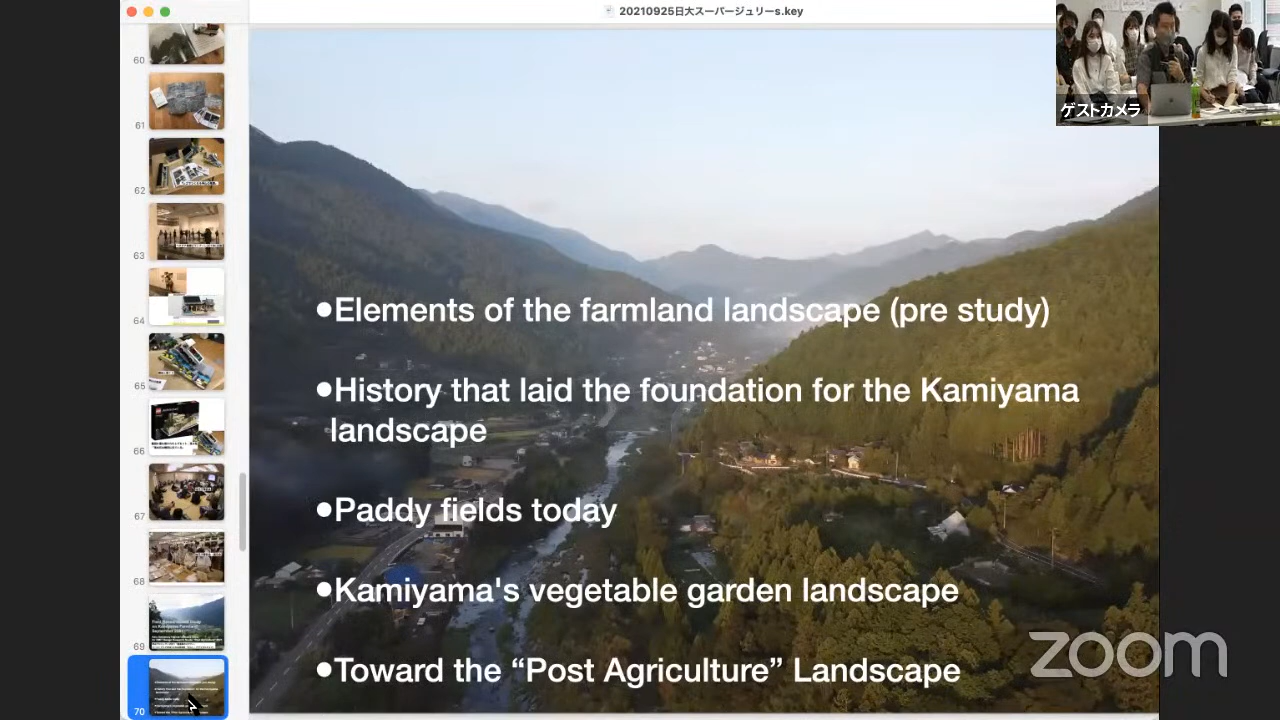 20210925日大スーパージュリーs.key
ゲストカメラ
60
61
62
63
64
65
66
67
68
69
70
•Elements of the farmland landscape (pre study)
•History that laid the foundation for the Kamiyama
landscape
•Paddy fields today
•Kamiyama's vegetable garden landscape
•Toward the “Post Agriculture” Landscape
zoom